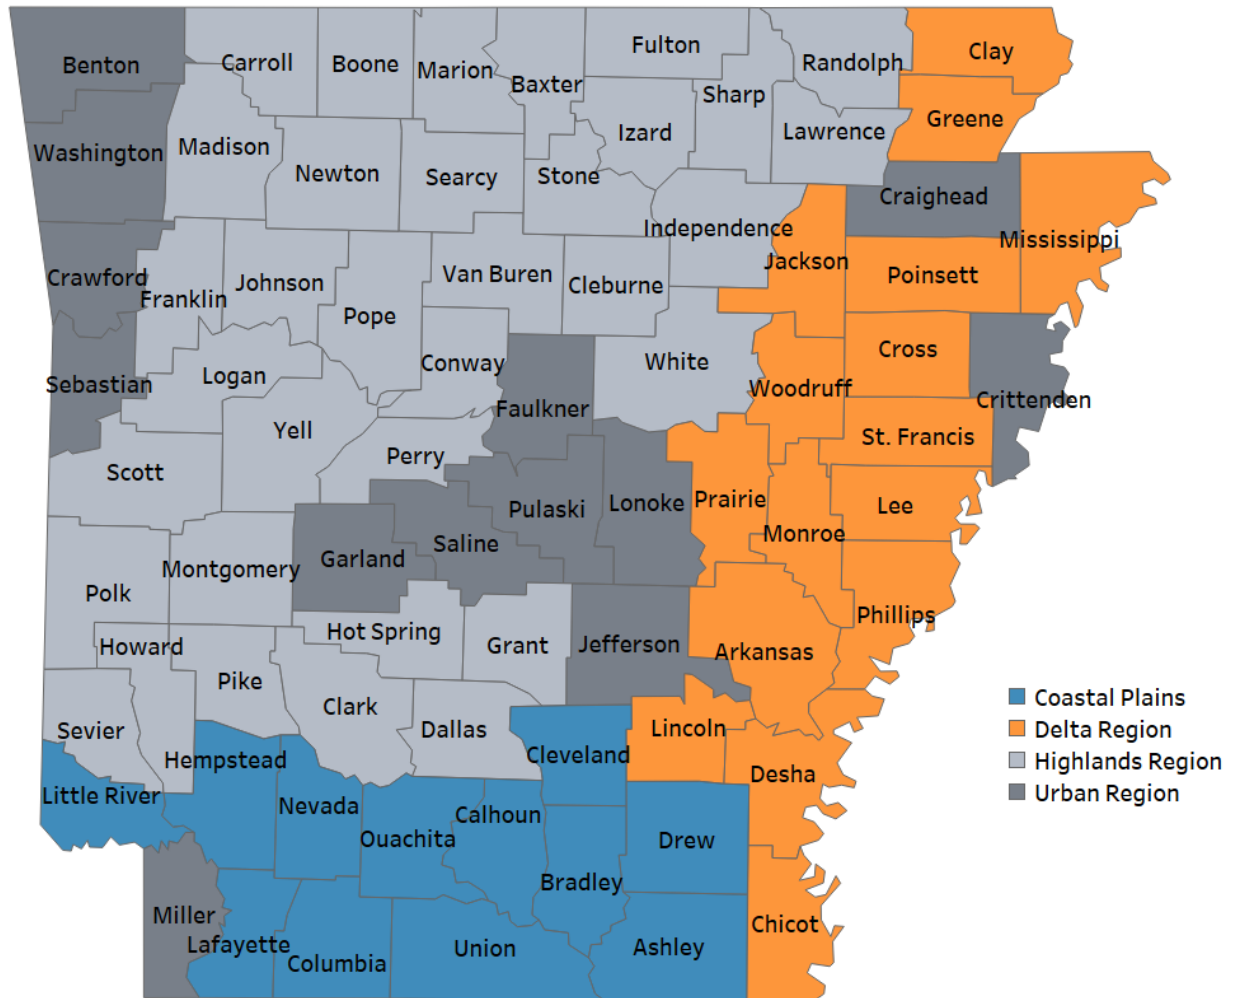 Benton
Carroll
Boone
Marion
Baxter
Fulton
Sharp
Randolph
Clay
Greene
Washington
Madison
Newton
Searcy
Stone
Izard
Lawrence
Craighead
Mississippi
Independence
Jackson
Poinsett
Crawford
Franklin
Johnson
Pope
Van Buren
Cleburne
White
Cross
Sebastian
Logan
Conway
Faulkner
Woodruff
Crittenden
St. Francis
Scott
Yell
Perry
Pulaski
Lonoke
Prairie
Monroe
Lee
Polk
Montgomery
Garland
Saline
Phillips
Howard
Pike
Hot Spring
Grant
Jefferson
Arkansas
Sevier
Clark
Dallas
Cleveland
Lincoln
Desha
Little River
Hempstead
Nevada
Ouachita
Calhoun
Bradley
Drew
Miller
Lafayette
Columbia
Union
Ashley
Chicot
Coastal Plains
Delta Region
Highlands Region
Urban Region